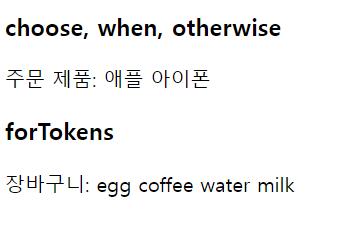 choose, when, otherwise
주문 제품: 애플 아이폰
forTokens
장바구니: egg coffee water milk